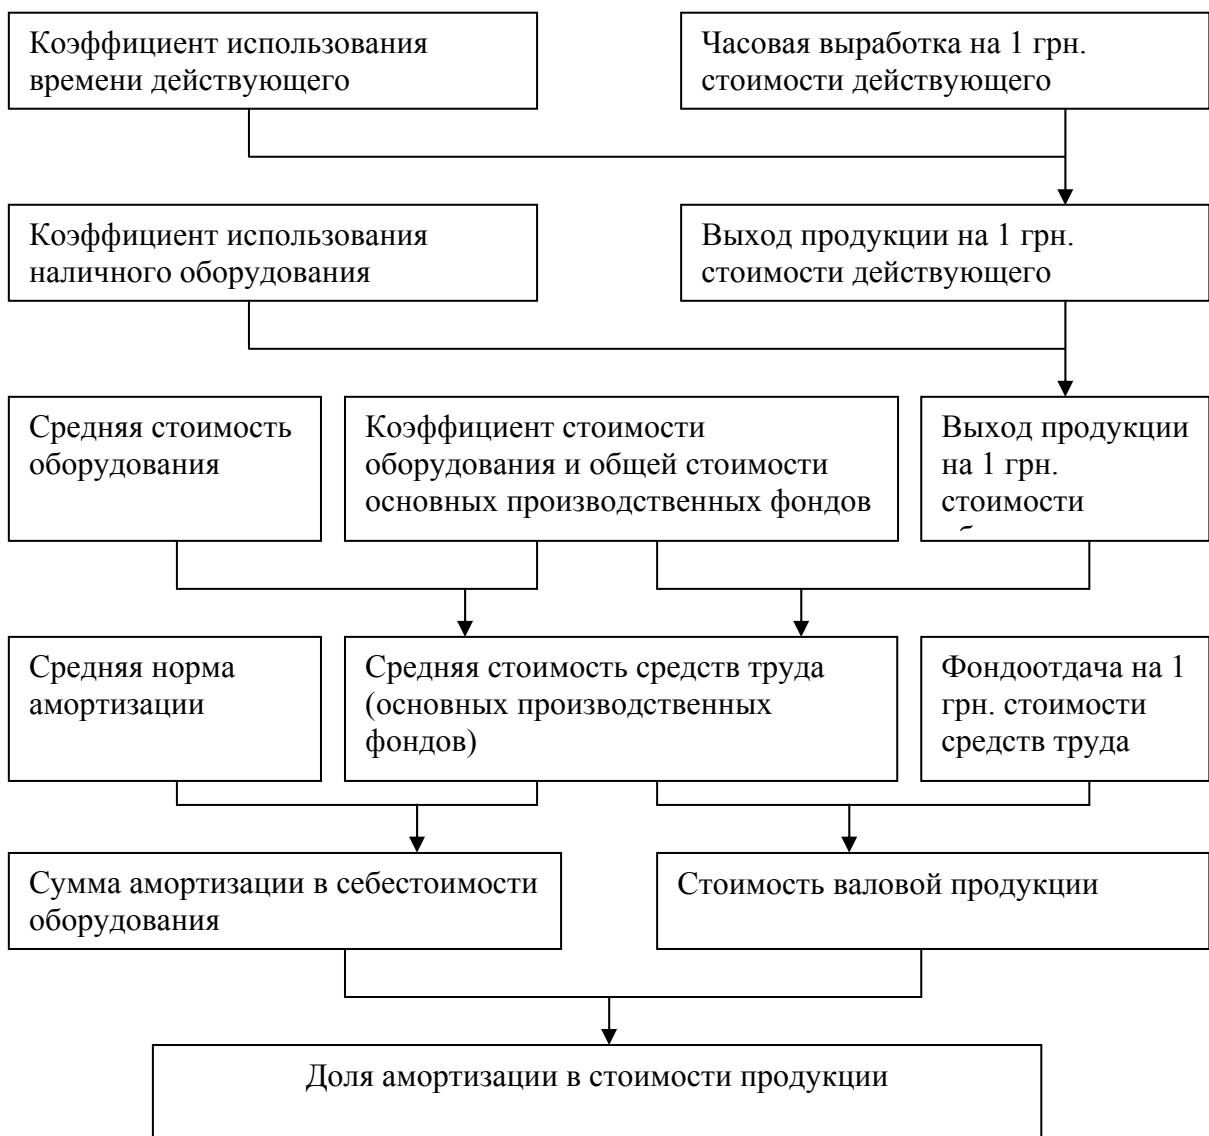 Коэффициент использования
времени действующего
Часовая выработка на 1 грн.
стоимости действующего
Коэффициент использования
наличного оборудования
Выход продукции на 1 грн.
стоимости действующего
Средняя стоимость
оборудования
Коэффициент стоимости
оборудования и общей стоимости
основных производственных фондов
Выход продукции
на 1 грн.
стоимости
Средняя норма
амортизации
Средняя стоимость средств труда
(основных производственных
фондов)
Фондоотдача на 1
грн. стоимости
средств труда
Сумма амортизации в себестоимости
оборудования
Стоимость валовой продукции
Доля амортизации в стоимости продукции